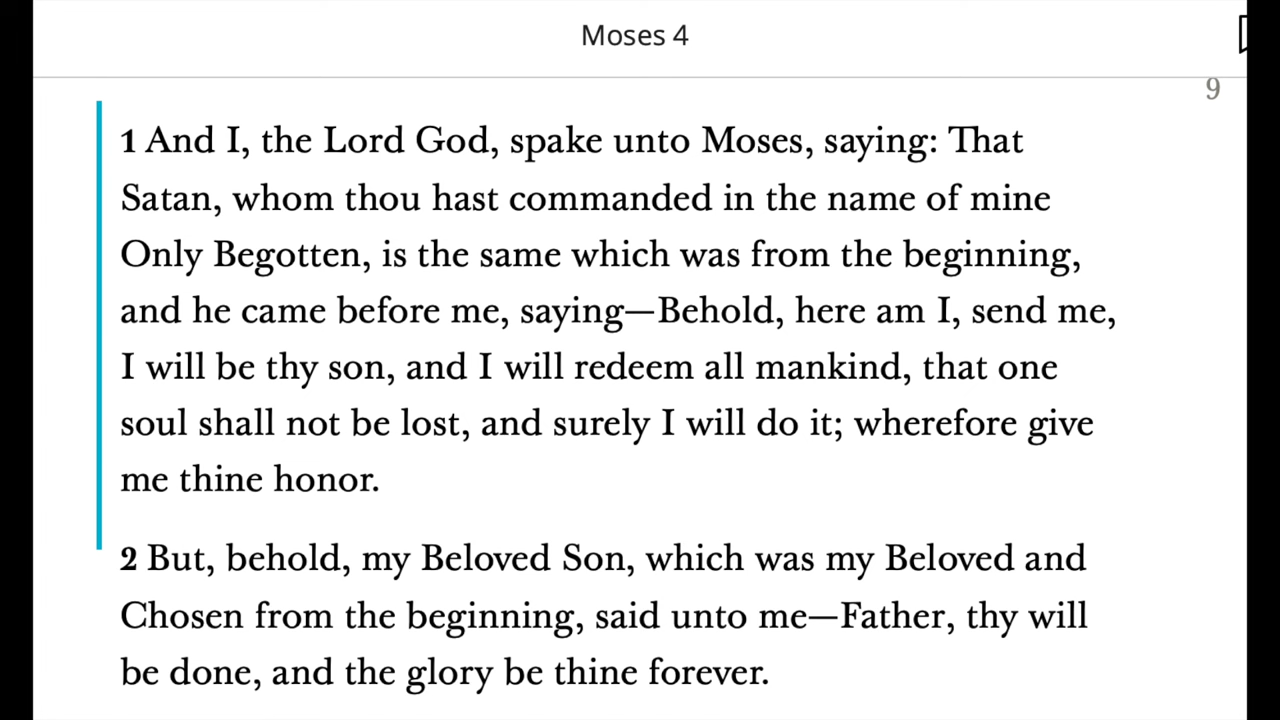 Moses 4
9
1 And I, the Lord God, spake unto Moses, saying: That
Satan, whom thou hast commanded in the name of mine
Only Begotten, is the same which was from the beginning,
and he came before me, saying—Behold, here am I, send me,
I will be thy son, and I will redeem all mankind, that one
soul shall not be lost, and surely I will do it; wherefore give
me thine honor.
2 But, behold, my Beloved Son, which was my Beloved and
Chosen from the beginning, said unto me—Father, thy will
be done, and the glory be thine forever.